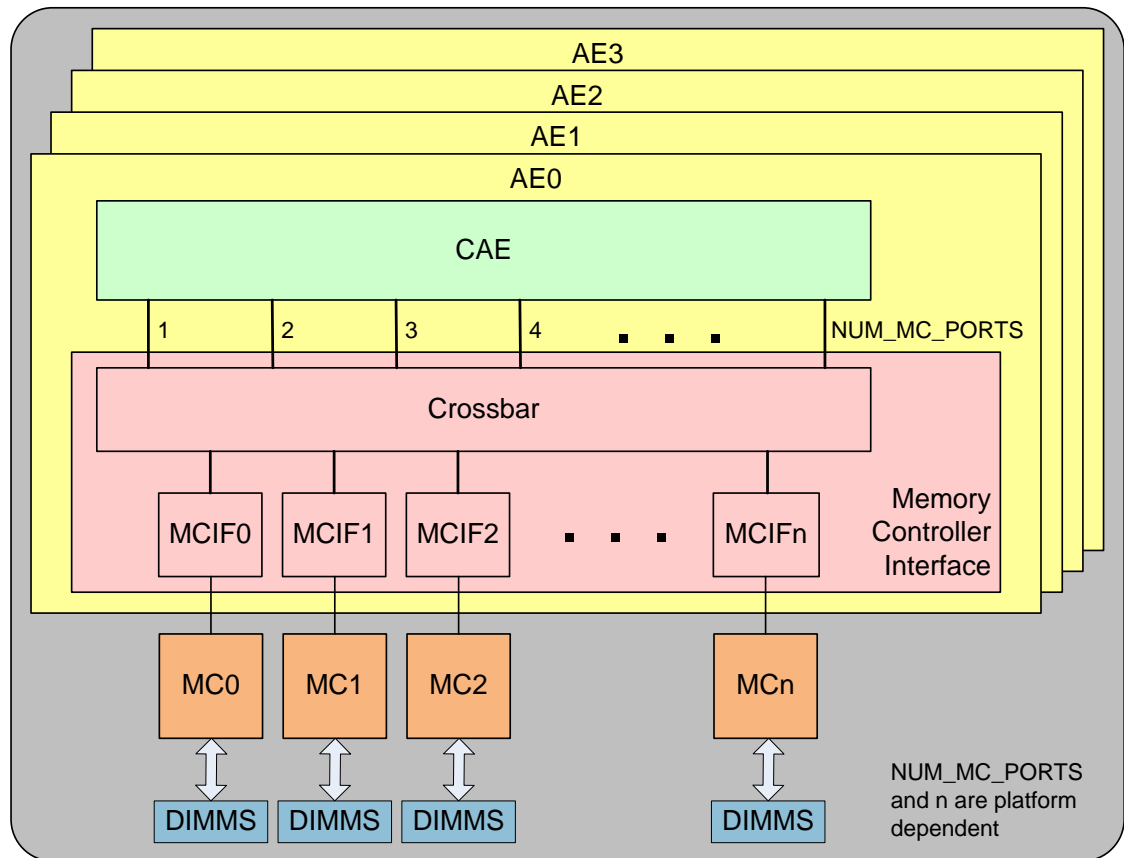 AE3
AE2
AE1
AE0
CAE
1 2 3 4 . . . NUM_MC_PORTS
Crossbar
MCIF0 MCIF1 MCIF2 . . . MCIFn
Memory
Controller
Interface
MC0 MC1 MC2 MCn
DIMMS DIMMS DIMMS DIMMS
NUM_MC_PORTS
and n are platform
dependent